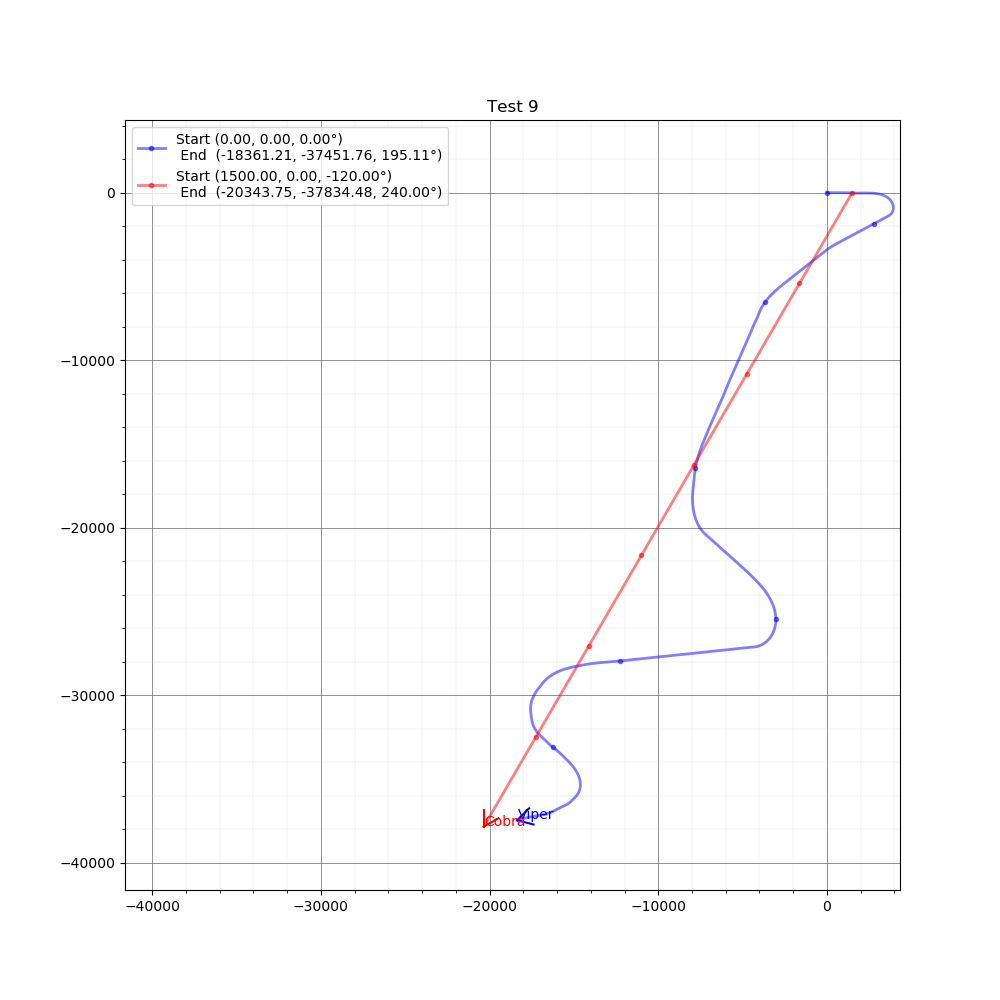 Test 9
Start (0.00, 0.00, 0.00°)
End  (-18361.21, -37451.76, 195.11°)
Start (1500.00, 0.00, -120.00°)
End  (-20343.75, -37834.48, 240.00°)
0
−10000
−20000
−30000
−40000
Viper
Cobra
−40000
−30000
−20000
−10000
0